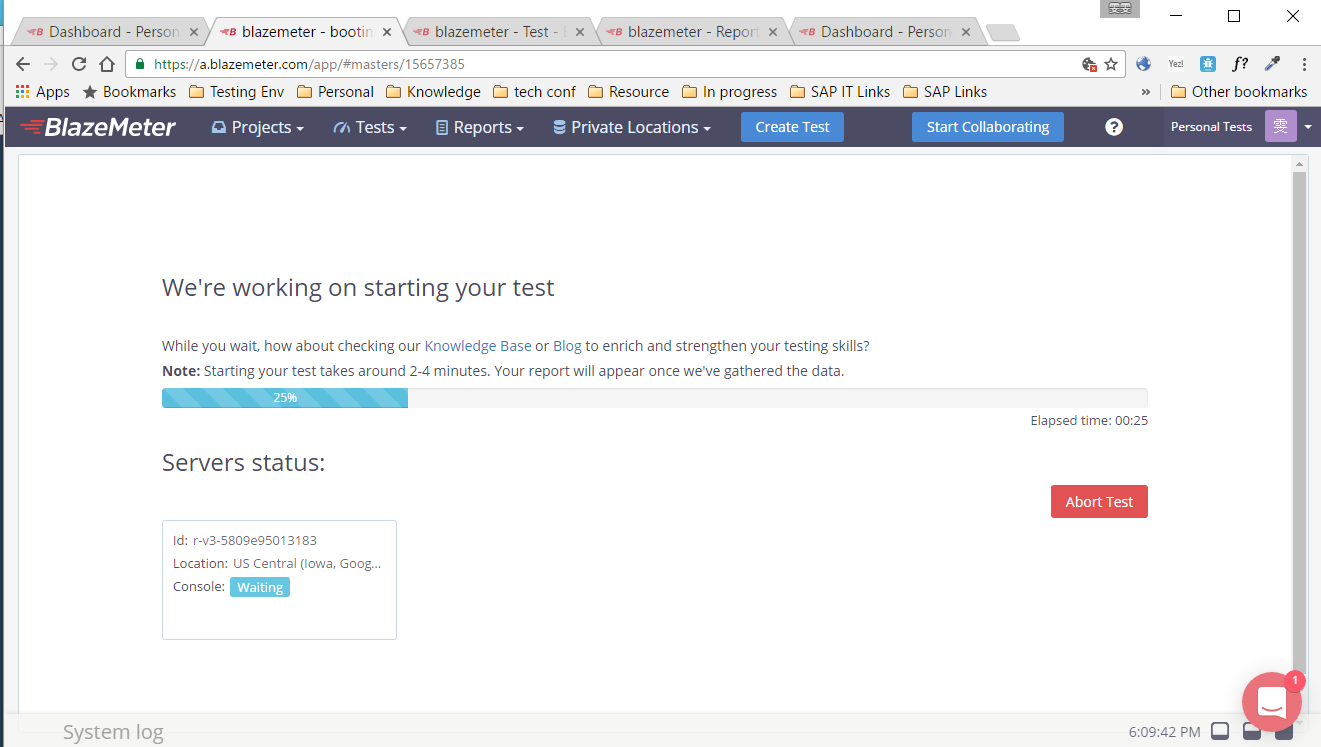 雯雯
Dashboard - Person
blazemeter - bootin
blazemeter - Test -
blazemeter - Report
Dashboard - Person
https://a.blazemeter.com/app/#masters/15657385
Yez!
f?
Apps
Bookmarks
Testing Env
Personal
Knowledge
tech conf
Resource
In progress
SAP IT Links
SAP Links
»
Other bookmarks
BlazeMeter
Projects
Tests
Reports
Private Locations
Create Test
Start Collaborating
?
Personal Tests
雯
We're working on starting your test
While you wait, how about checking our Knowledge Base or Blog to enrich and strengthen your testing skills?
Note: Starting your test takes around 2-4 minutes. Your report will appear once we've gathered the data.
25%
Elapsed time: 00:25
Servers status:
Abort Test
Id: r-v3-5809e95013183
Location: US Central (Iowa, Goog...
Console: Waiting
1
System log
6:09:42 PM